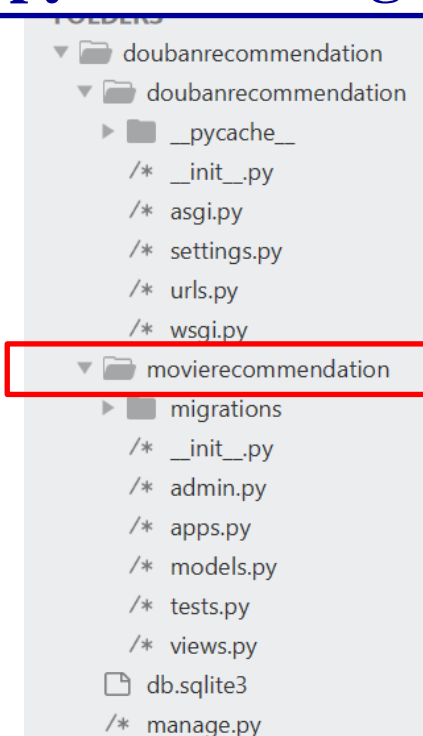 FOLDERS
doubanrecommendation
doubanrecommendation
__pycache__
/* __init__.py
/* asgi.py
/* settings.py
/* urls.py
/* wsgi.py
movierecommendation
migrations
/* __init__.py
/* admin.py
/* apps.py
/* models.py
/* tests.py
/* views.py
db.sqlite3
/* manage.py